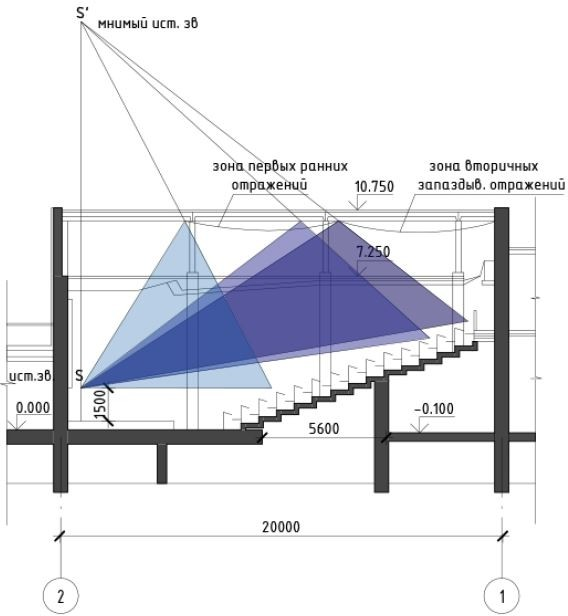 S'
мнимый ист. зв
зона первых ранних
отражений
зона вторичных
запаздыв. отражений
10.750
7.250
ист.зв.
S
1500
0.000
5600
-0.100
20000
2
1